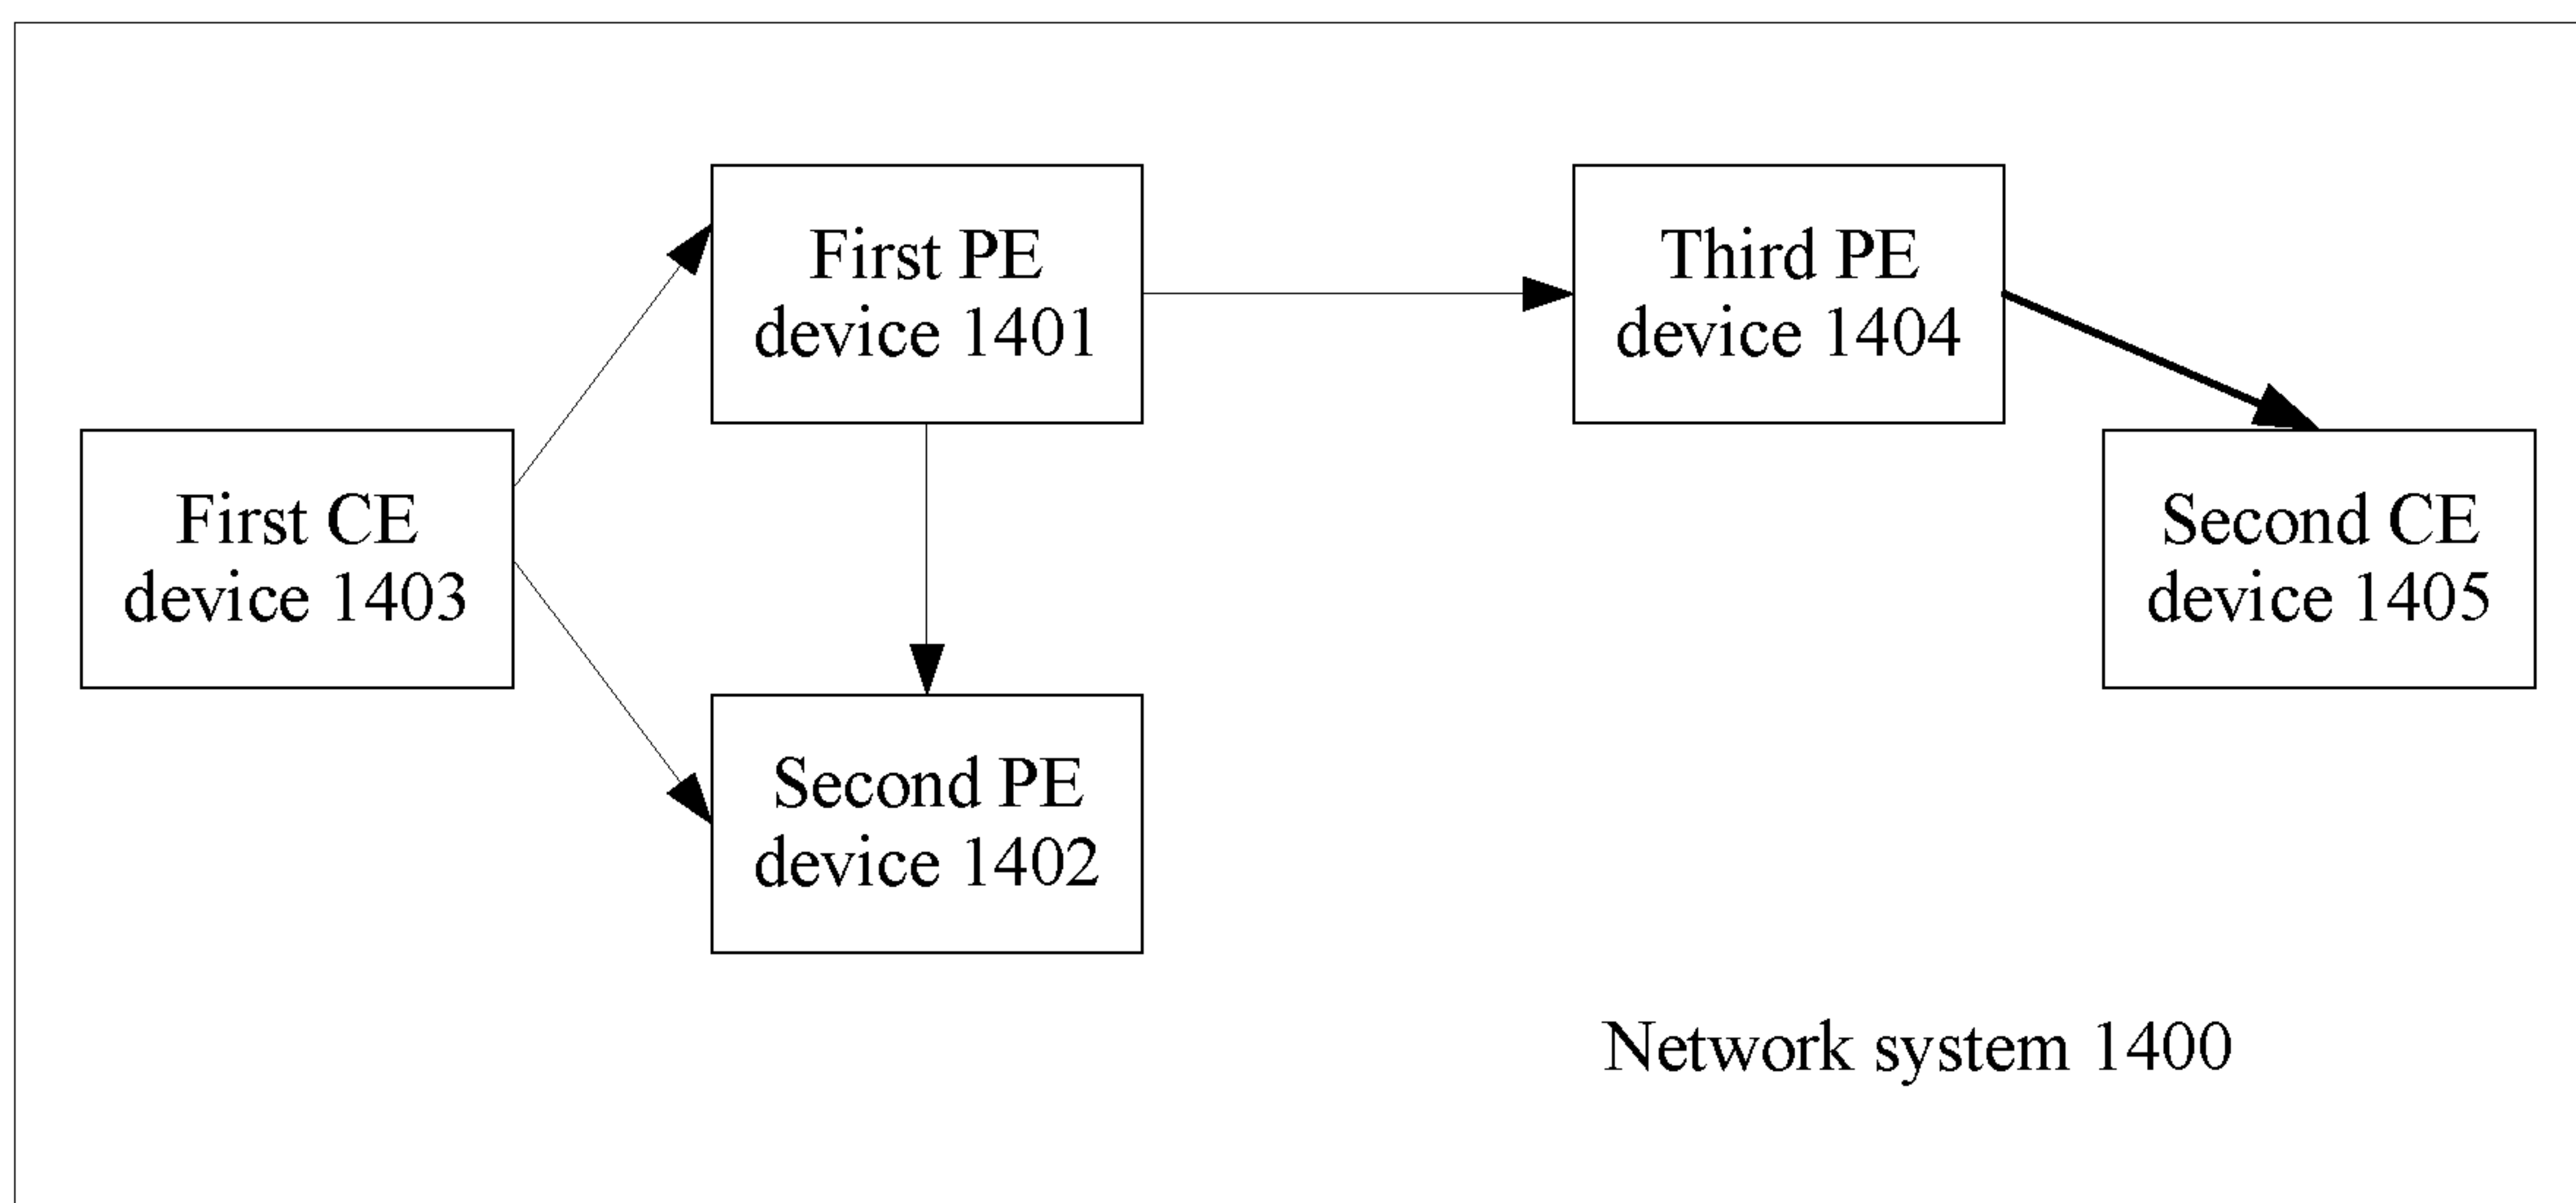 First PE
device 1401
Third PE
device 1404
First CE
device 1403
Second CE
device 1405
Second PE
device 1402
Network system 1400